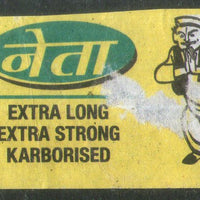 नेता
EXTRA LONG
EXTRA STRONG
KARBORISED